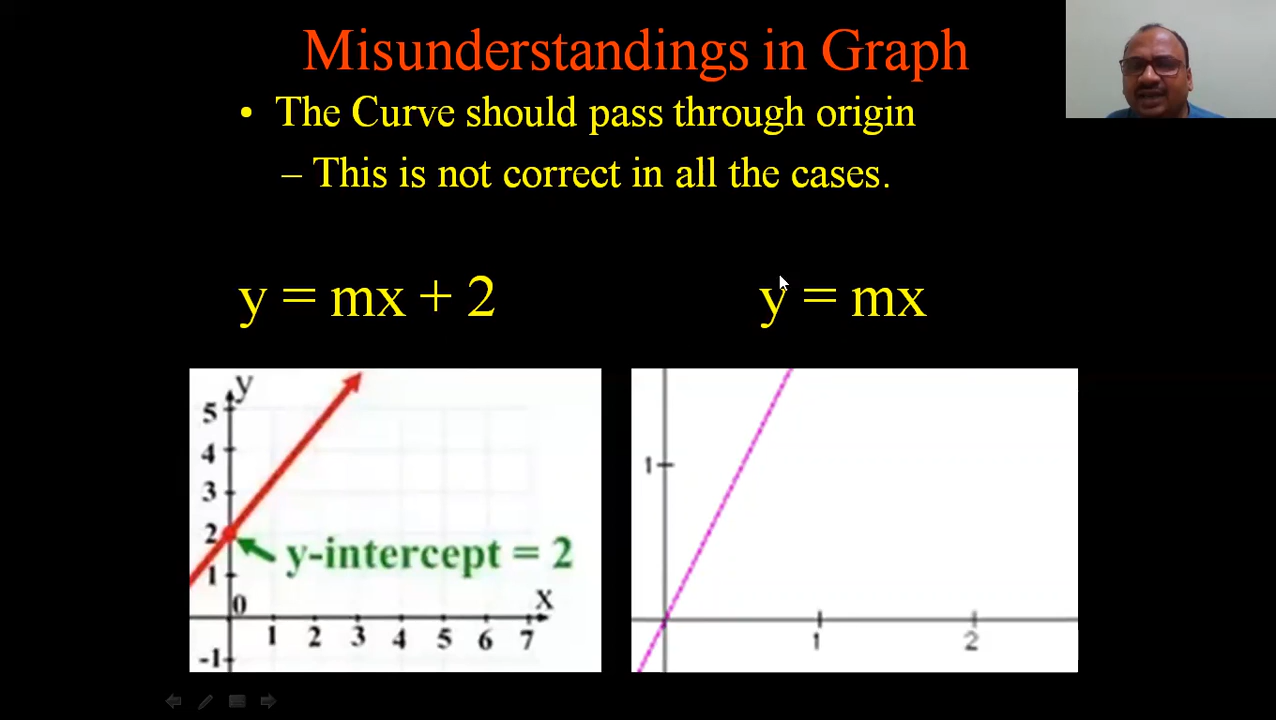 Misunderstandings in Graph
• The Curve should pass through origin
– This is not correct in all the cases.
y = mx + 2
y = mx
y
5
4
3
2
1
0
-1
y-intercept = 2
X
1 2 3 4 5 6 7
1
1 2